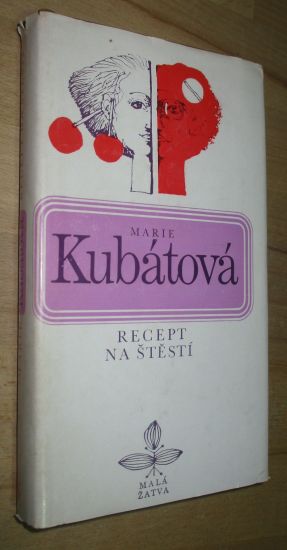 MARIE
Kubátová
RECEPT
NA ŠTĚSTÍ
MALÁ
ŽATVA